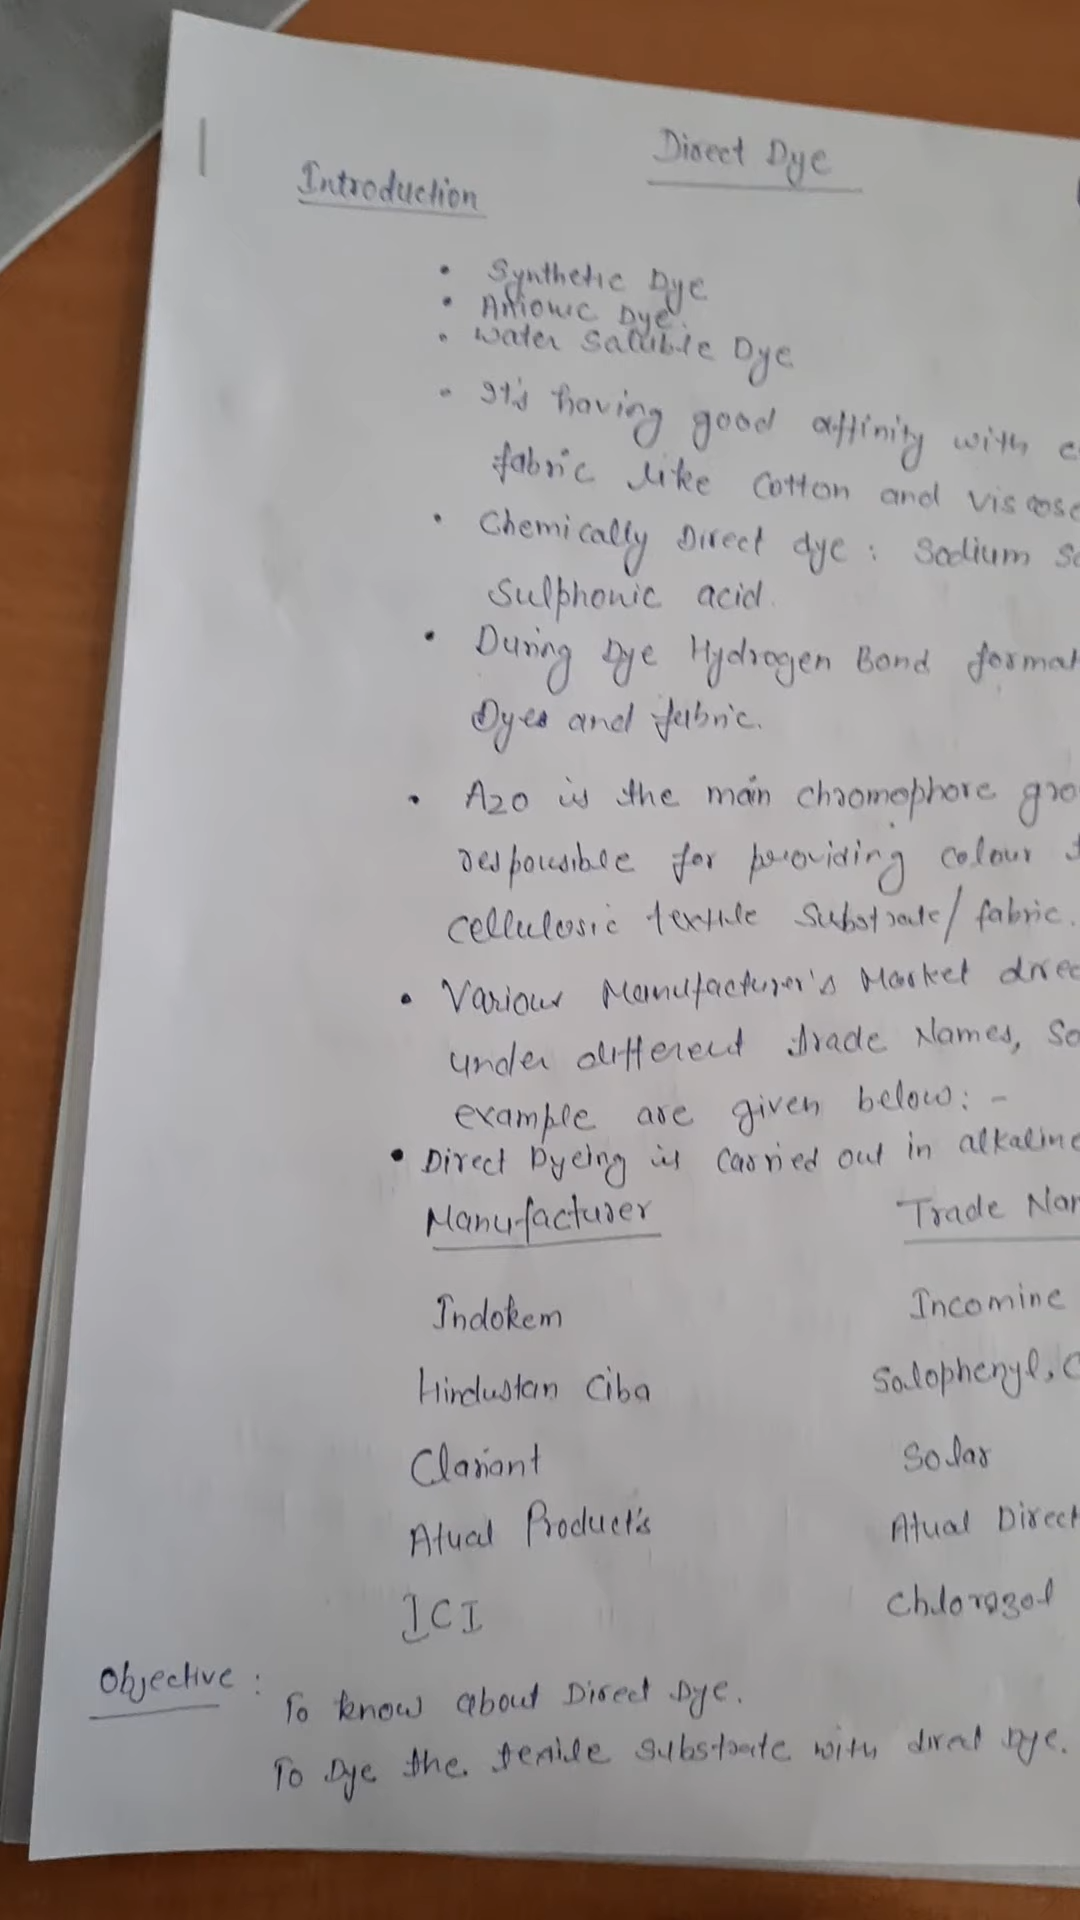 Direct Dye
Introduction
• Synthetic Dye
• Anionic Dye
• Water Saluble Dye
• It's having good affinity with c
fabric like Cotton and Viscose
• Chemically Direct dye : Sodium Sa
Sulphonic acid.
• During Dye Hydrogen Bond format
Dyes and fabric.
• Azo is the main chromophore gro
responsible for providing colour t
cellulosic textile Substrate/ fabric.
• Various Manufacturer's Market direc
under different trade Names, So
example are given below: -
• Direct Dyeing is carried out in alkaline
Manufacturer Trade Nam
Indokem Incomine
Hindustan Ciba Salophenyl, C
Clariant Solar
Atual Product's Atual Direct
ICI Chlorazol
Objective :
To know about Direct Dye.
To Dye the textile substrate with direct Dye.